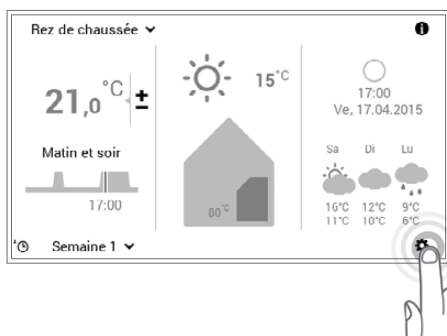 Rez de chaussée
21,0 °C ±
15°C
17:00
Ve, 17.04.2015
Matin et soir
17:00
80°C
Sa Di Lu
16°C 12°C 9°C
11°C 10°C 6°C
Semaine 1